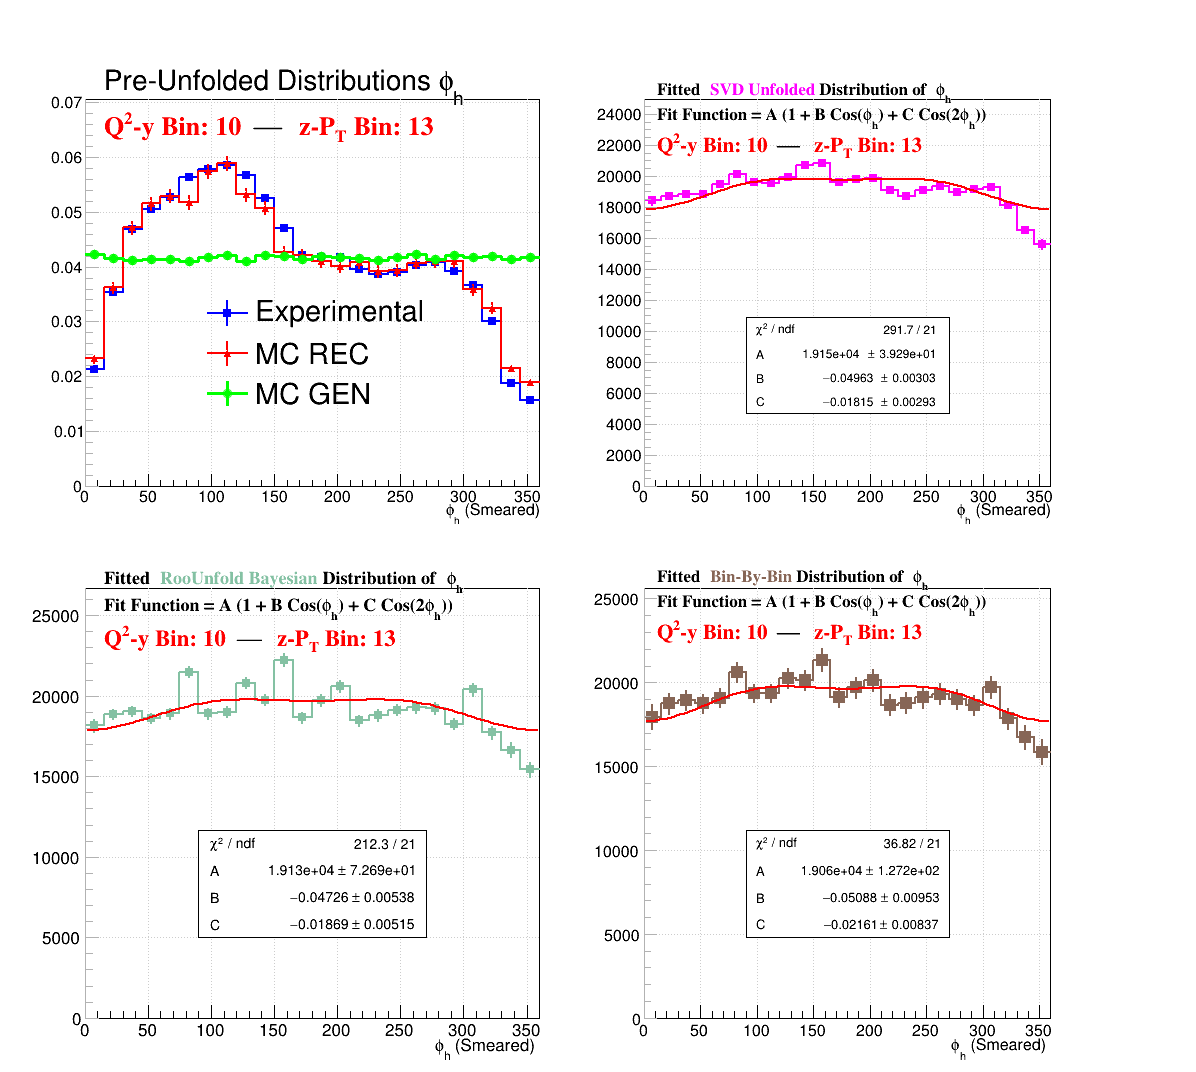 Pre-Unfolded Distributions ϕh
Q²-y Bin: 10 — z-PT Bin: 13
0.07
0.06
0.05
0.04
0.03
0.02
0.01
0
Experimental
MC REC
MC GEN
0 50 100 150 200 250 300 350
ϕh (Smeared)
Fitted SVD Unfolded Distribution of ϕh
Fit Function = A (1 + B Cos(ϕh) + C Cos(2ϕh))
Q²-y Bin: 10 — z-PT Bin: 13
24000
22000
20000
18000
16000
14000
12000
10000
8000
6000
4000
2000
0
χ² / ndf 291.7 / 21
A 1.915e+04 ± 3.929e+01
B −0.04963 ± 0.00303
C −0.01815 ± 0.00293
0 50 100 150 200 250 300 350
ϕh (Smeared)
Fitted RooUnfold Bayesian Distribution of ϕh
Fit Function = A (1 + B Cos(ϕh) + C Cos(2ϕh))
Q²-y Bin: 10 — z-PT Bin: 13
25000
20000
15000
10000
5000
0
χ² / ndf 212.3 / 21
A 1.913e+04 ± 7.269e+01
B −0.04726 ± 0.00538
C −0.01869 ± 0.00515
0 50 100 150 200 250 300 350
ϕh (Smeared)
Fitted Bin-By-Bin Distribution of ϕh
Fit Function = A (1 + B Cos(ϕh) + C Cos(2ϕh))
Q²-y Bin: 10 — z-PT Bin: 13
25000
20000
15000
10000
5000
0
χ² / ndf 36.82 / 21
A 1.906e+04 ± 1.272e+02
B −0.05088 ± 0.00953
C −0.02161 ± 0.00837
0 50 100 150 200 250 300 350
ϕh (Smeared)